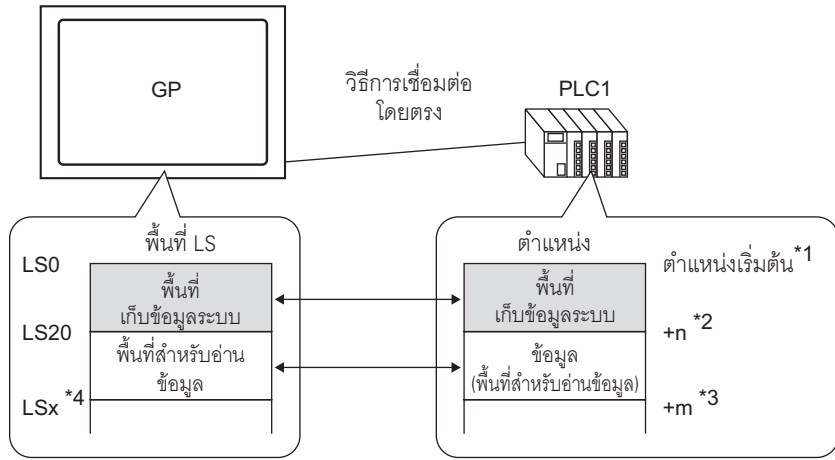 GP
วิธีการเชื่อมต่อ
โดยตรง
PLC1
พื้นที่ LS
LS0
พื้นที่
เก็บข้อมูลระบบ
LS20
พื้นที่สำหรับอ่าน
ข้อมูล
LSx *4
ตำแหน่ง
ตำแหน่งเริ่มต้น*1
พื้นที่
เก็บข้อมูลระบบ
+n *2
ข้อมูล
(พื้นที่สำหรับอ่านข้อมูล)
+m *3